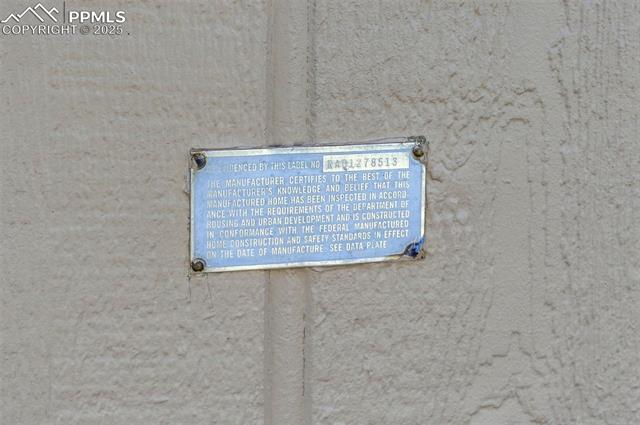 PPMLS
COPYRIGHT © 2025
EVIDENCED BY THIS LABEL NO.
THE MANUFACTURER CERTIFIES TO THE BEST OF THE
MANUFACTURER'S KNOWLEDGE AND BELIEF THAT THIS
MANUFACTURED HOME HAS BEEN INSPECTED IN ACCORD-
ANCE WITH THE REQUIREMENTS OF THE DEPARTMENT OF
HOUSING AND URBAN DEVELOPMENT AND IS CONSTRUCTED
IN CONFORMANCE WITH THE FEDERAL MANUFACTURED
HOME CONSTRUCTION AND SAFETY STANDARDS IN EFFECT
ON THE DATE OF MANUFACTURE. SEE DATA PLATE